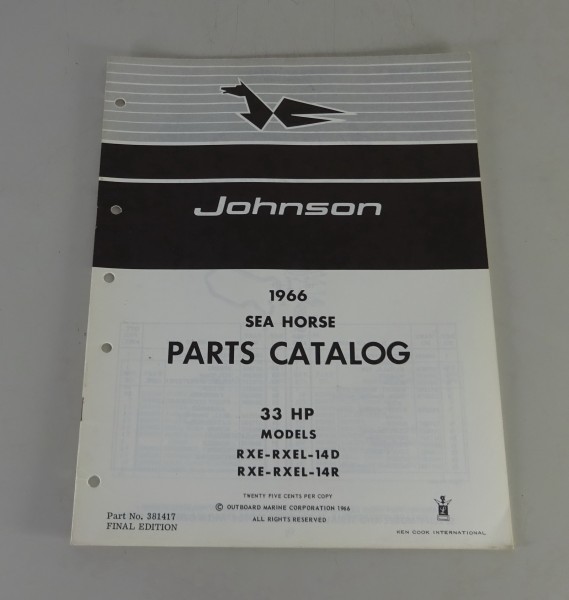 Johnson
1966
SEA HORSE
PARTS CATALOG
33 HP
MODELS
RXE-RXEL-14D
RXE-RXEL-14R
TWENTY FIVE CENTS PER COPY
© OUTBOARD MARINE CORPORATION 1966
ALL RIGHTS RESERVED
Part No. 381417
FINAL EDITION
KEN COOK INTERNATIONAL